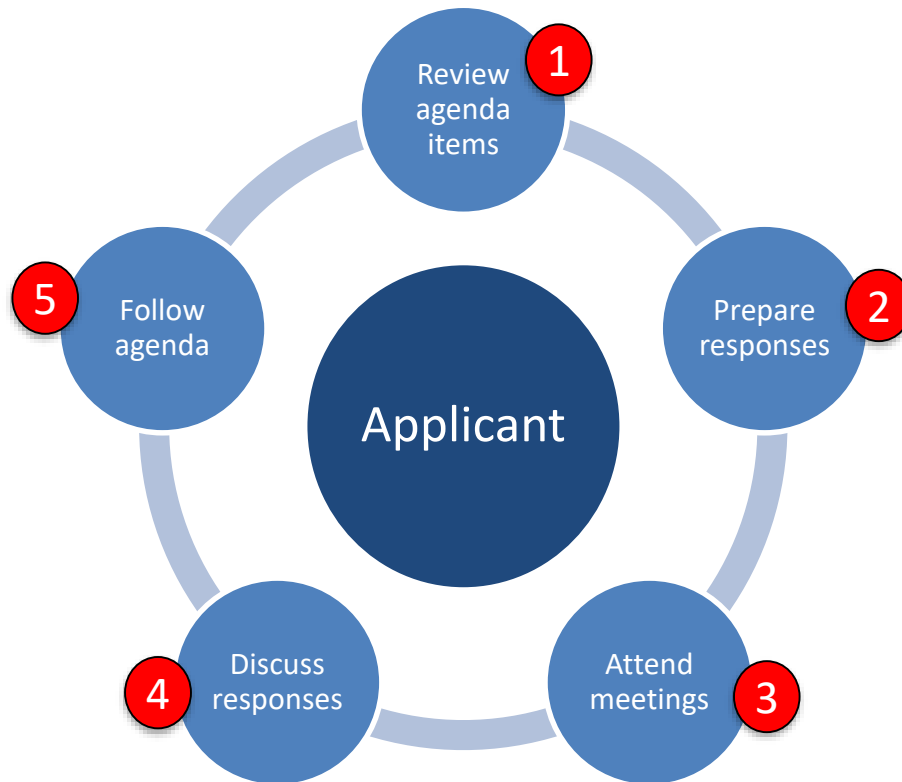 1
Review
agenda
items
2
Prepare
responses
3
Attend
meetings
4
Discuss
responses
5
Follow
agenda
Applicant